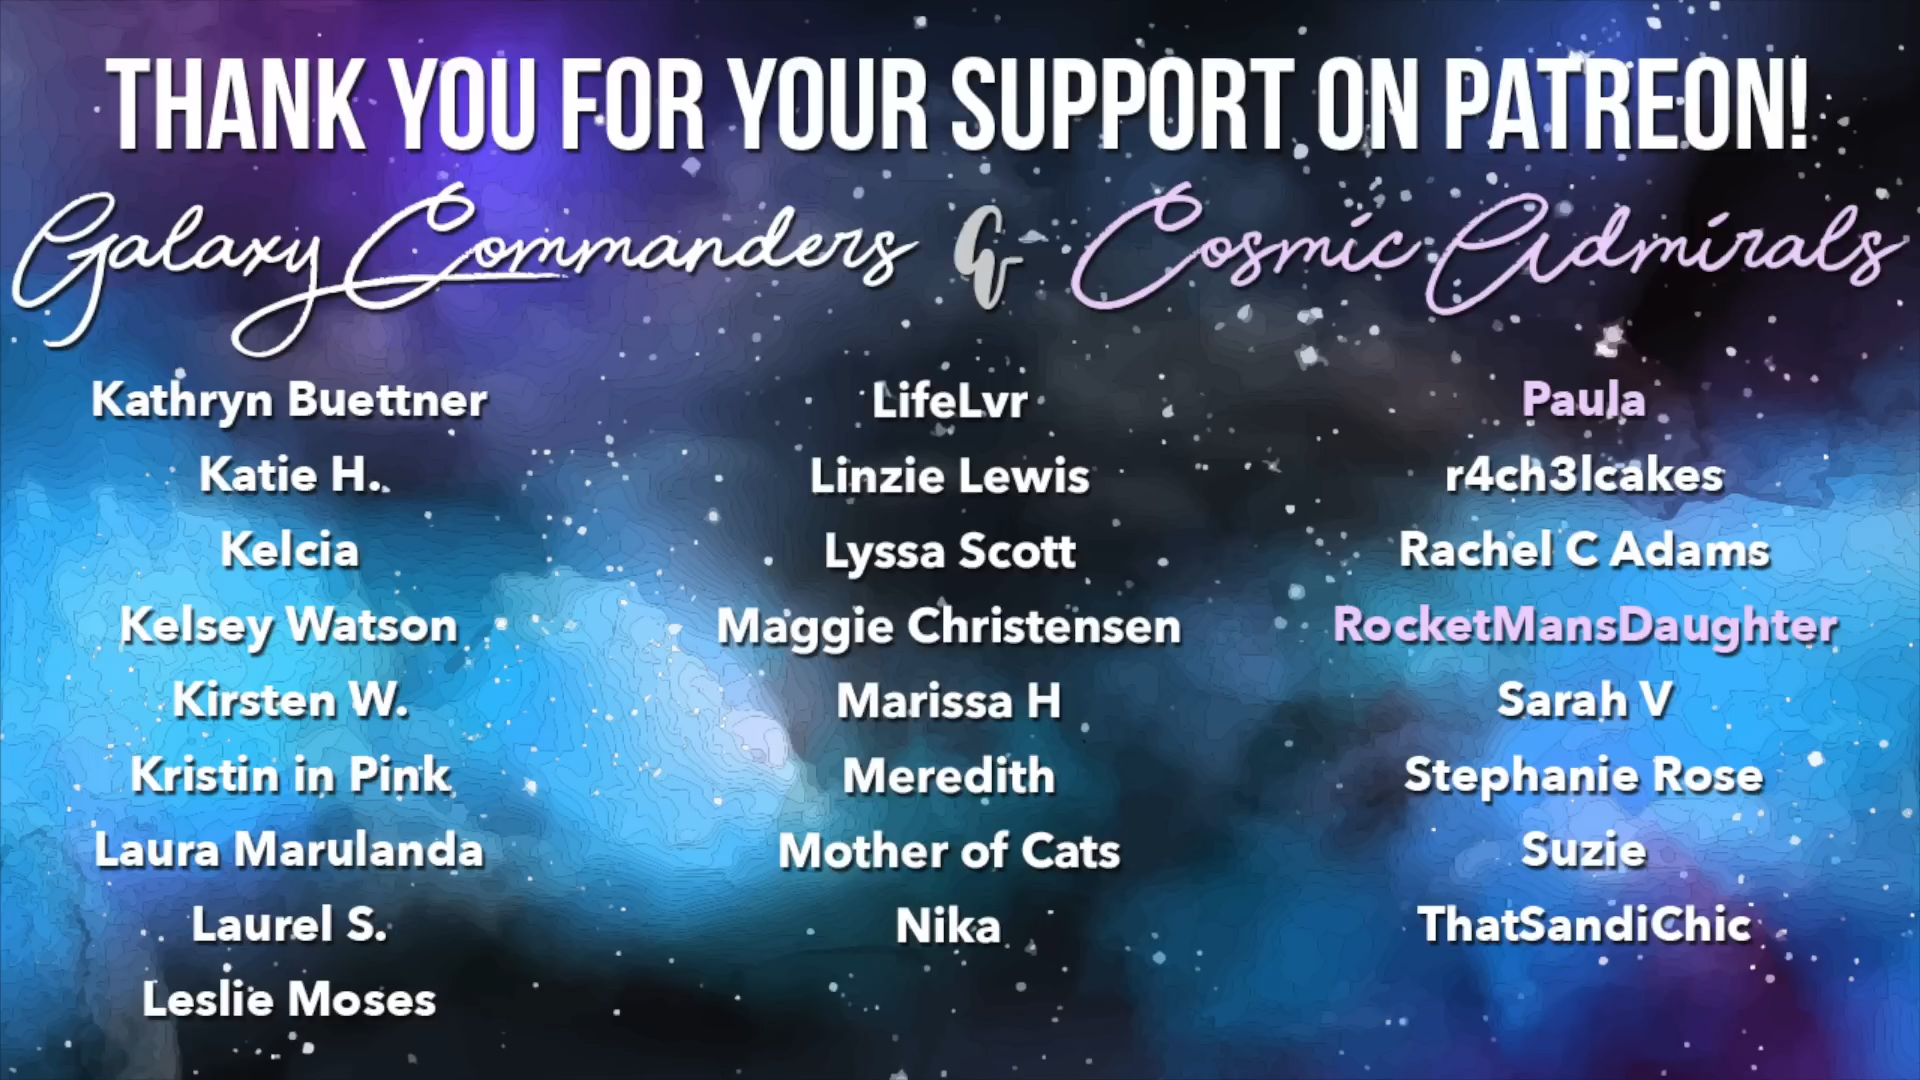 THANK YOU FOR YOUR SUPPORT ON PATREON!
Galaxy Commanders & Cosmic Admirals
Kathryn Buettner
Katie H.
Kelcia
Kelsey Watson
Kirsten W.
Kristin in Pink
Laura Marulanda
Laurel S.
Leslie Moses
LifeLvr
Linzie Lewis
Lyssa Scott
Maggie Christensen
Marissa H
Meredith
Mother of Cats
Nika
Paula
r4ch3lcakes
Rachel C Adams
RocketMansDaughter
Sarah V
Stephanie Rose
Suzie
ThatSandiChic